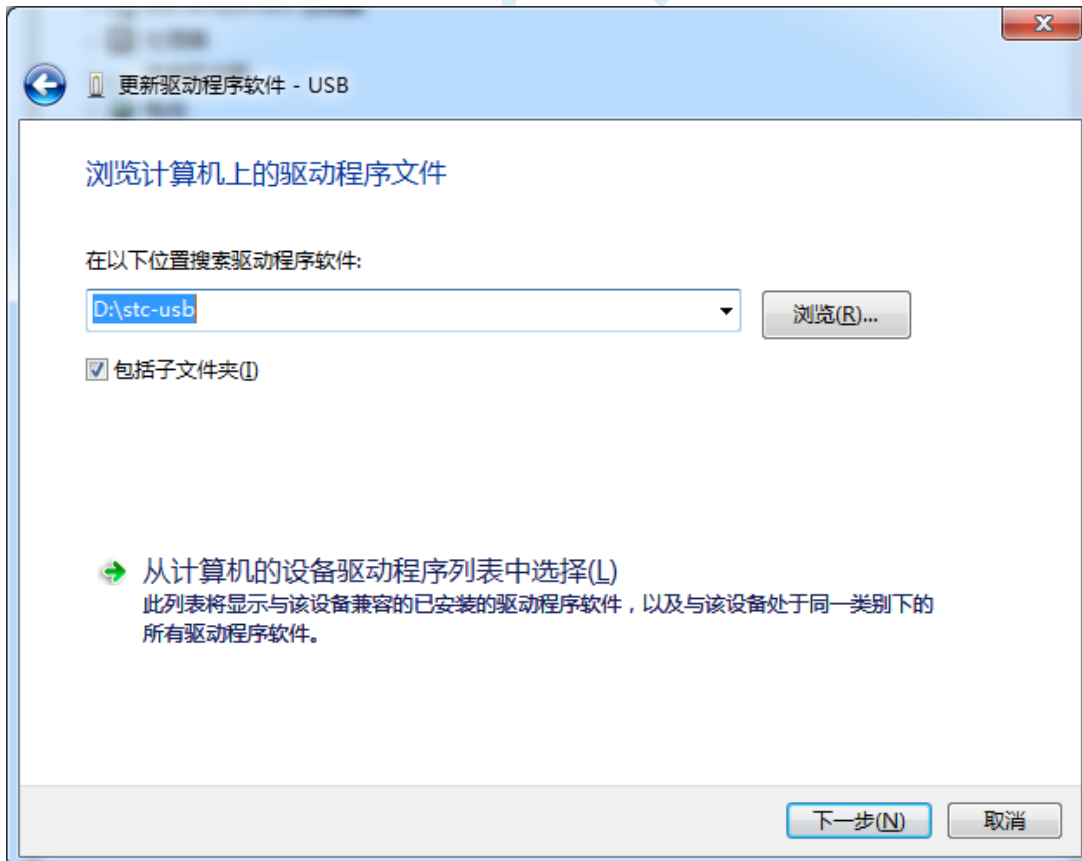 更新驱动程序软件 - USB
浏览计算机上的驱动程序文件
在以下位置搜索驱动程序软件:
D:\stc-usb
浏览(R)...
包括子文件夹(I)
从计算机的设备驱动程序列表中选择(L)
此列表将显示与该设备兼容的已安装的驱动程序软件，以及与该设备处于同一类别下的
所有驱动程序软件。
下一步(N)
取消